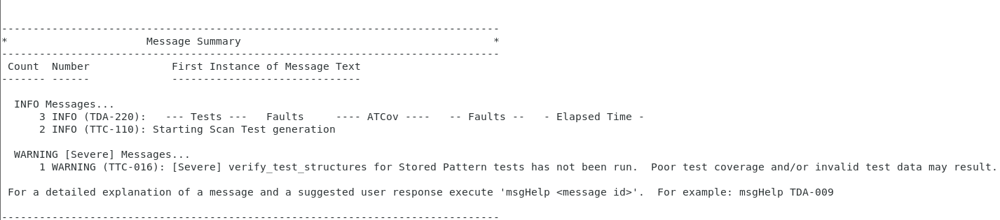 -------------------------------------------------------------------------------
*                      Message Summary                                        *
-------------------------------------------------------------------------------
 Count  Number             First Instance of Message Text
------- ------             ------------------------------

  INFO Messages...
      3 INFO (TDA-220):   --- Tests ---   Faults     ---- ATCov ----   -- Faults --   - Elapsed Time -
      2 INFO (TTC-110): Starting Scan Test generation

  WARNING [Severe] Messages...
      1 WARNING (TTC-016): [Severe] verify_test_structures for Stored Pattern tests has not been run.  Poor test coverage and/or invalid test data may result.

 For a detailed explanation of a message and a suggested user response execute 'msgHelp <message id>'.  For example: msgHelp TDA-009

-------------------------------------------------------------------------------